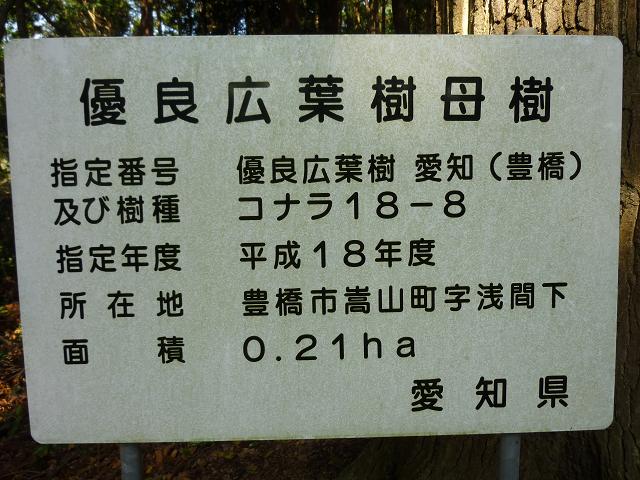 優良広葉樹母樹
指定番号 優良広葉樹 愛知（豊橋）
及び樹種 コナラ18－8
指定年度 平成18年度
所在地 豊橋市嵩山町字浅間下
面積 0.21ha
愛知県